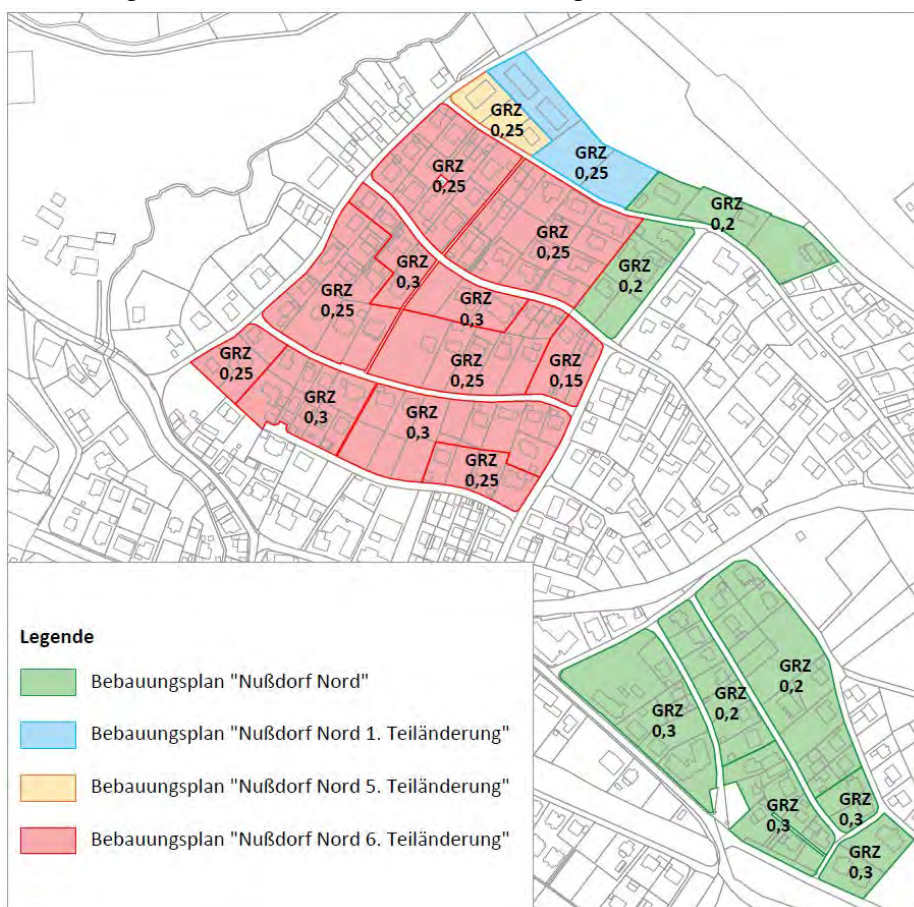 GRZ
0,25
GRZ
0,25
GRZ
0,2
GRZ
0,25
GRZ
0,25
GRZ
0,2
GRZ
0,3
GRZ
0,25
GRZ
0,3
GRZ
0,25
GRZ
0,15
GRZ
0,25
GRZ
0,3
GRZ
0,3
GRZ
0,25
GRZ
0,2
GRZ
0,2
GRZ
0,3
GRZ
0,3
GRZ
0,3
GRZ
0,3
Legende
Bebauungsplan "Nußdorf Nord"
Bebauungsplan "Nußdorf Nord 1. Teiländerung"
Bebauungsplan "Nußdorf Nord 5. Teiländerung"
Bebauungsplan "Nußdorf Nord 6. Teiländerung"